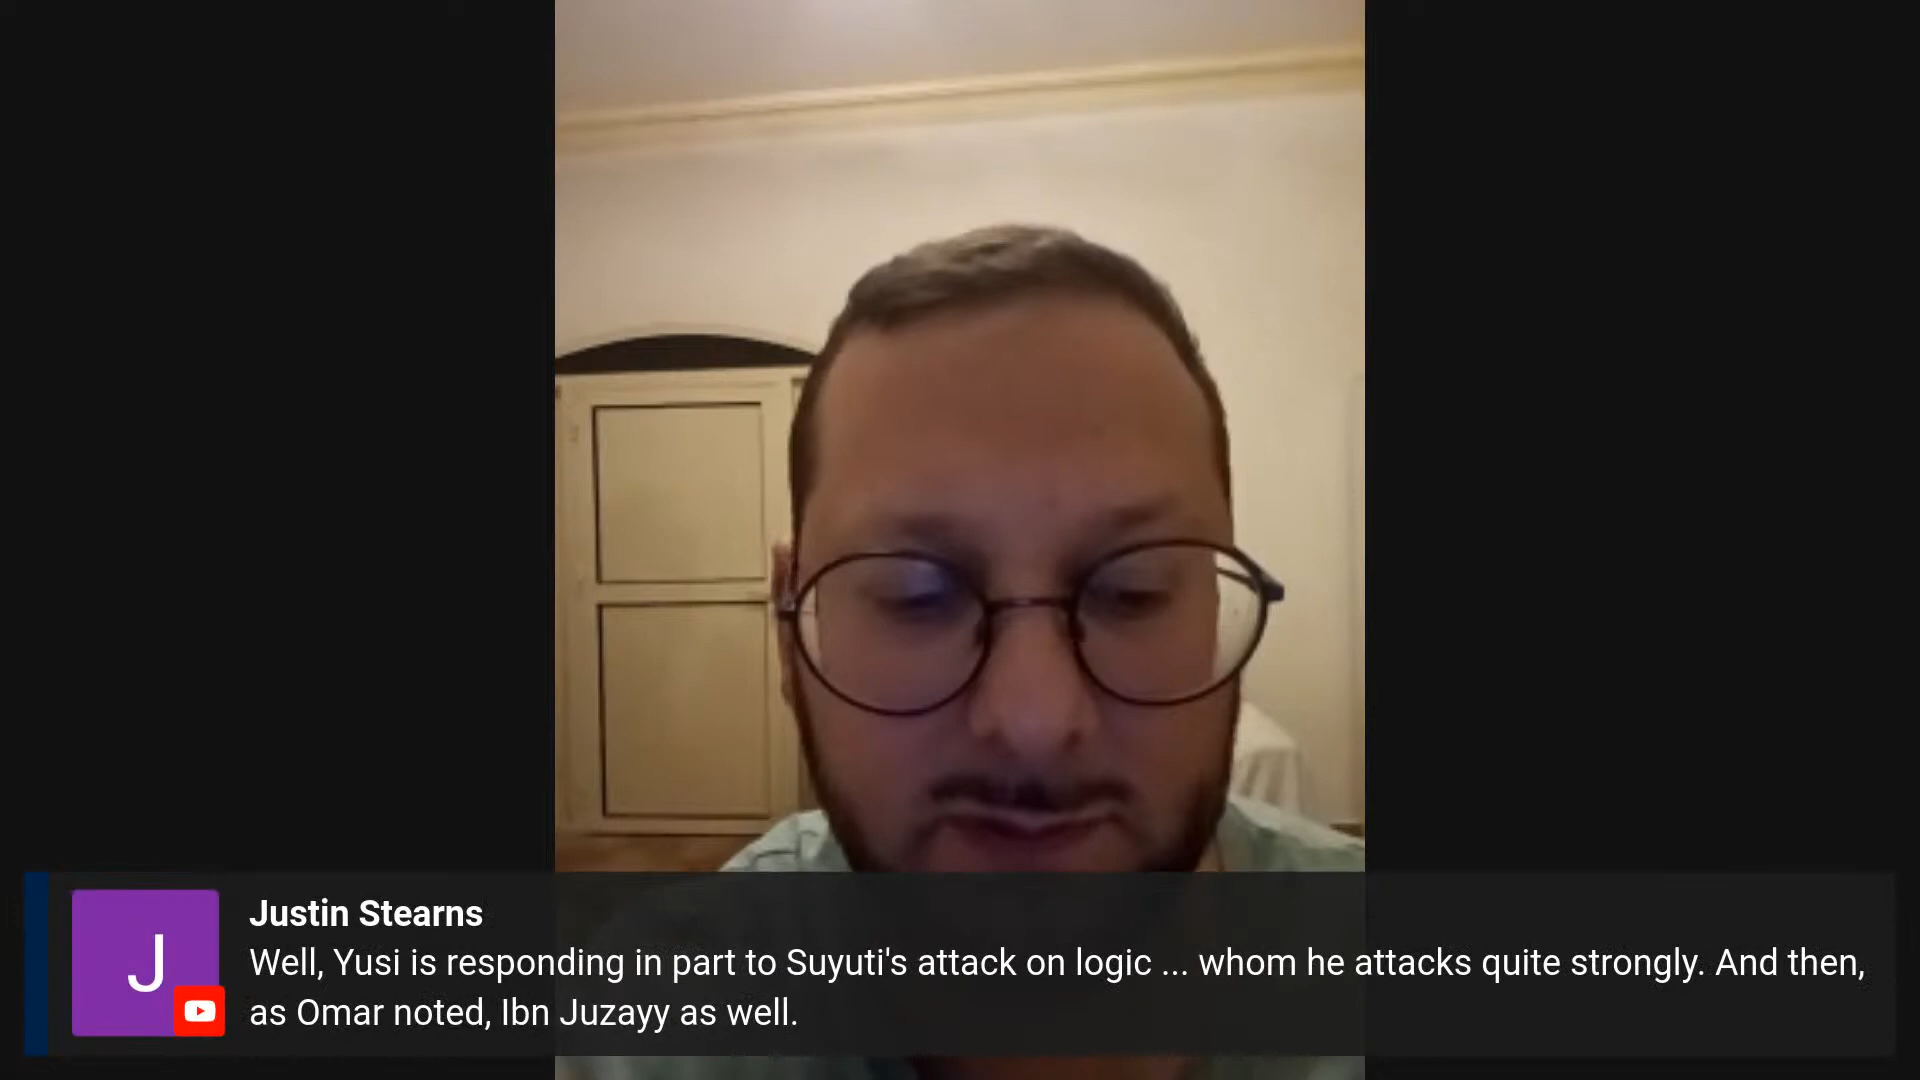 J
Justin Stearns
Well, Yusi is responding in part to Suyuti's attack on logic ... whom he attacks quite strongly. And then,
as Omar noted, Ibn Juzayy as well.